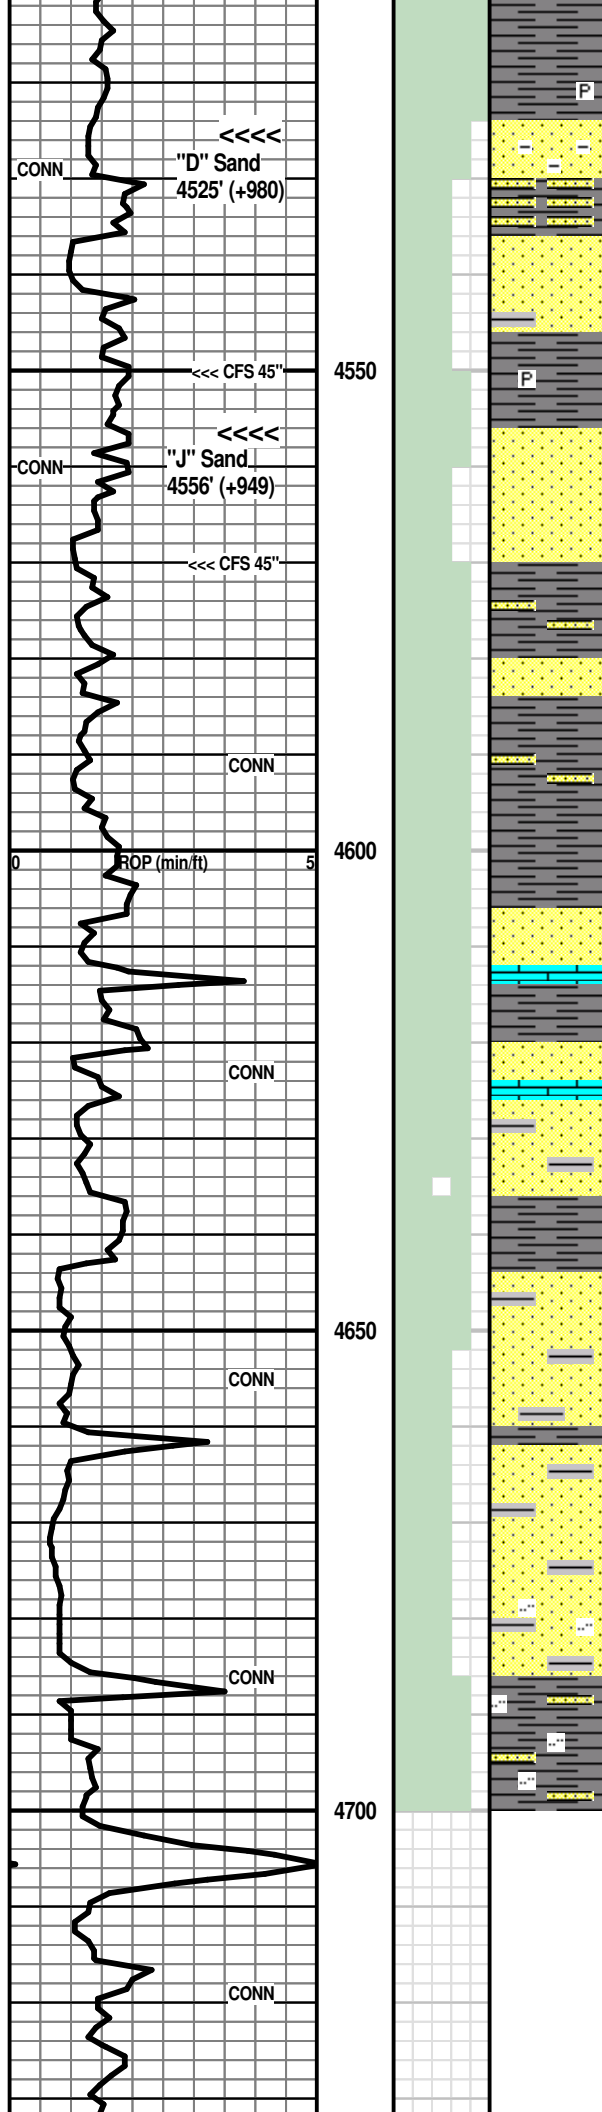 P
<<<<
CONN
"D" Sand
4525' (+980)
<<< CFS 45"
4550
P
<<<<
CONN
"J" Sand
4556' (+949)
<<< CFS 45"
CONN
4600
0 ROP (min/ft) 5
CONN
4650
CONN
CONN
4700
CONN